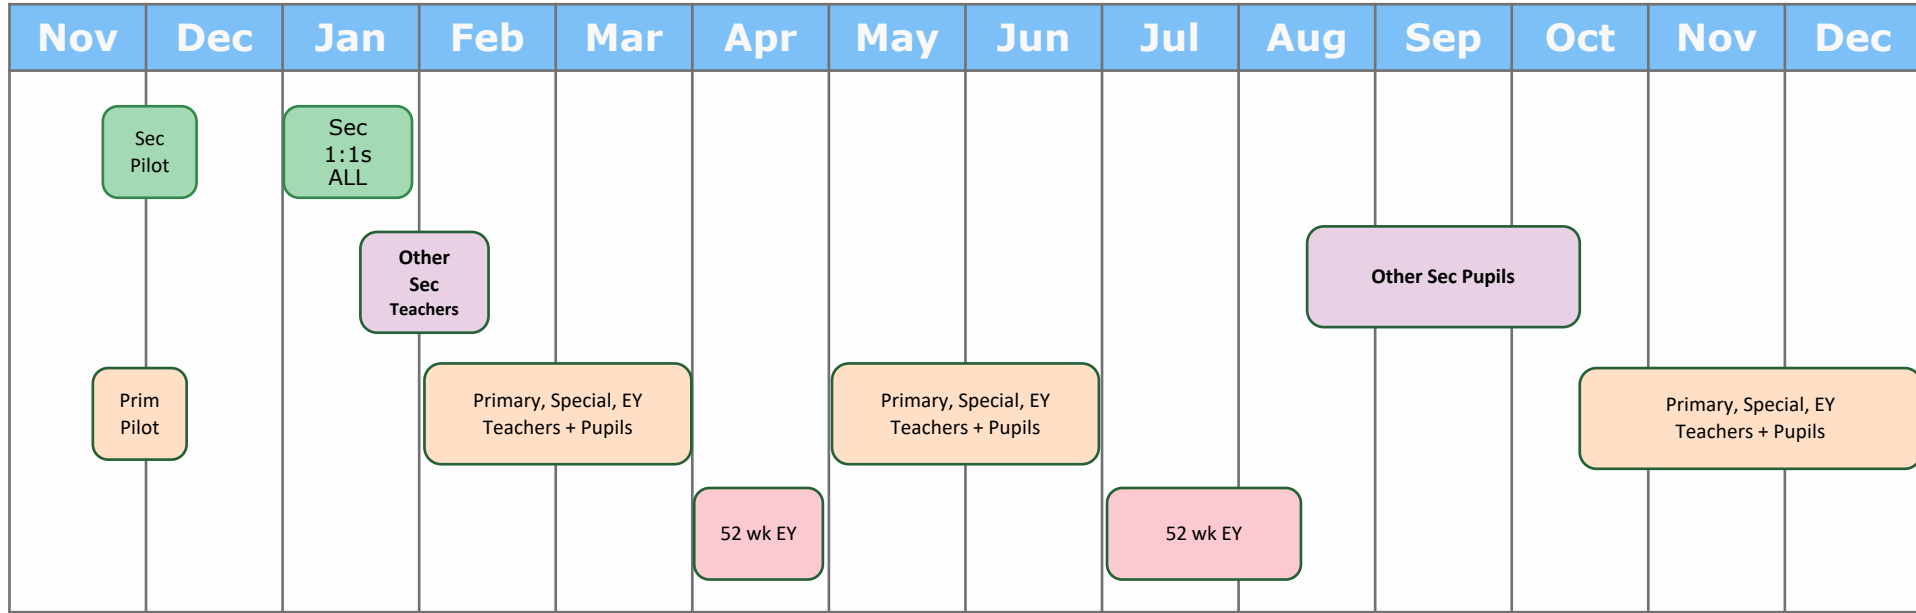 Nov Dec Jan Feb Mar Apr May Jun Jul Aug Sep Oct Nov Dec
Sec
Pilot
Sec
1:1s
ALL
Other
Sec
Teachers
Other Sec Pupils
Prim
Pilot
Primary, Special, EY
Teachers + Pupils
Primary, Special, EY
Teachers + Pupils
Primary, Special, EY
Teachers + Pupils
52 wk EY
52 wk EY